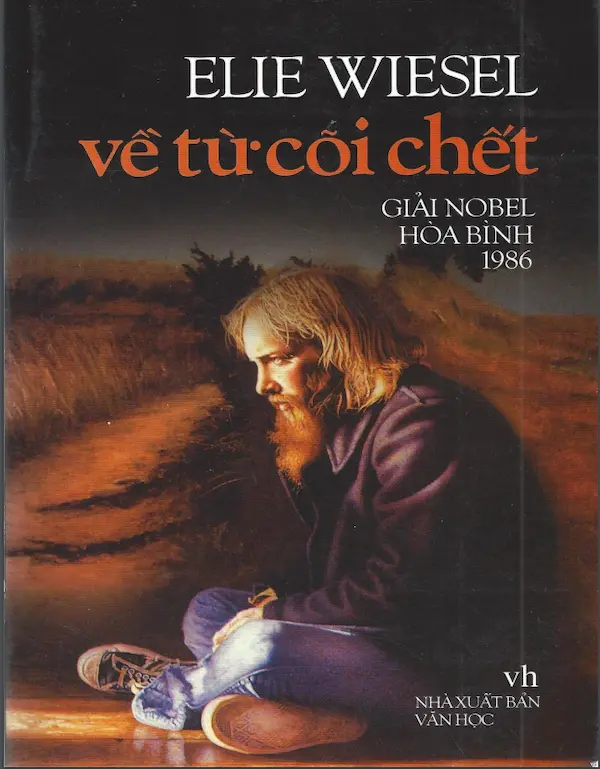 ELIE WIESEL
về từ cõi chết
GIẢI NOBEL
HÒA BÌNH
1986
vh
NHÀ XUẤT BẢN
VĂN HỌC